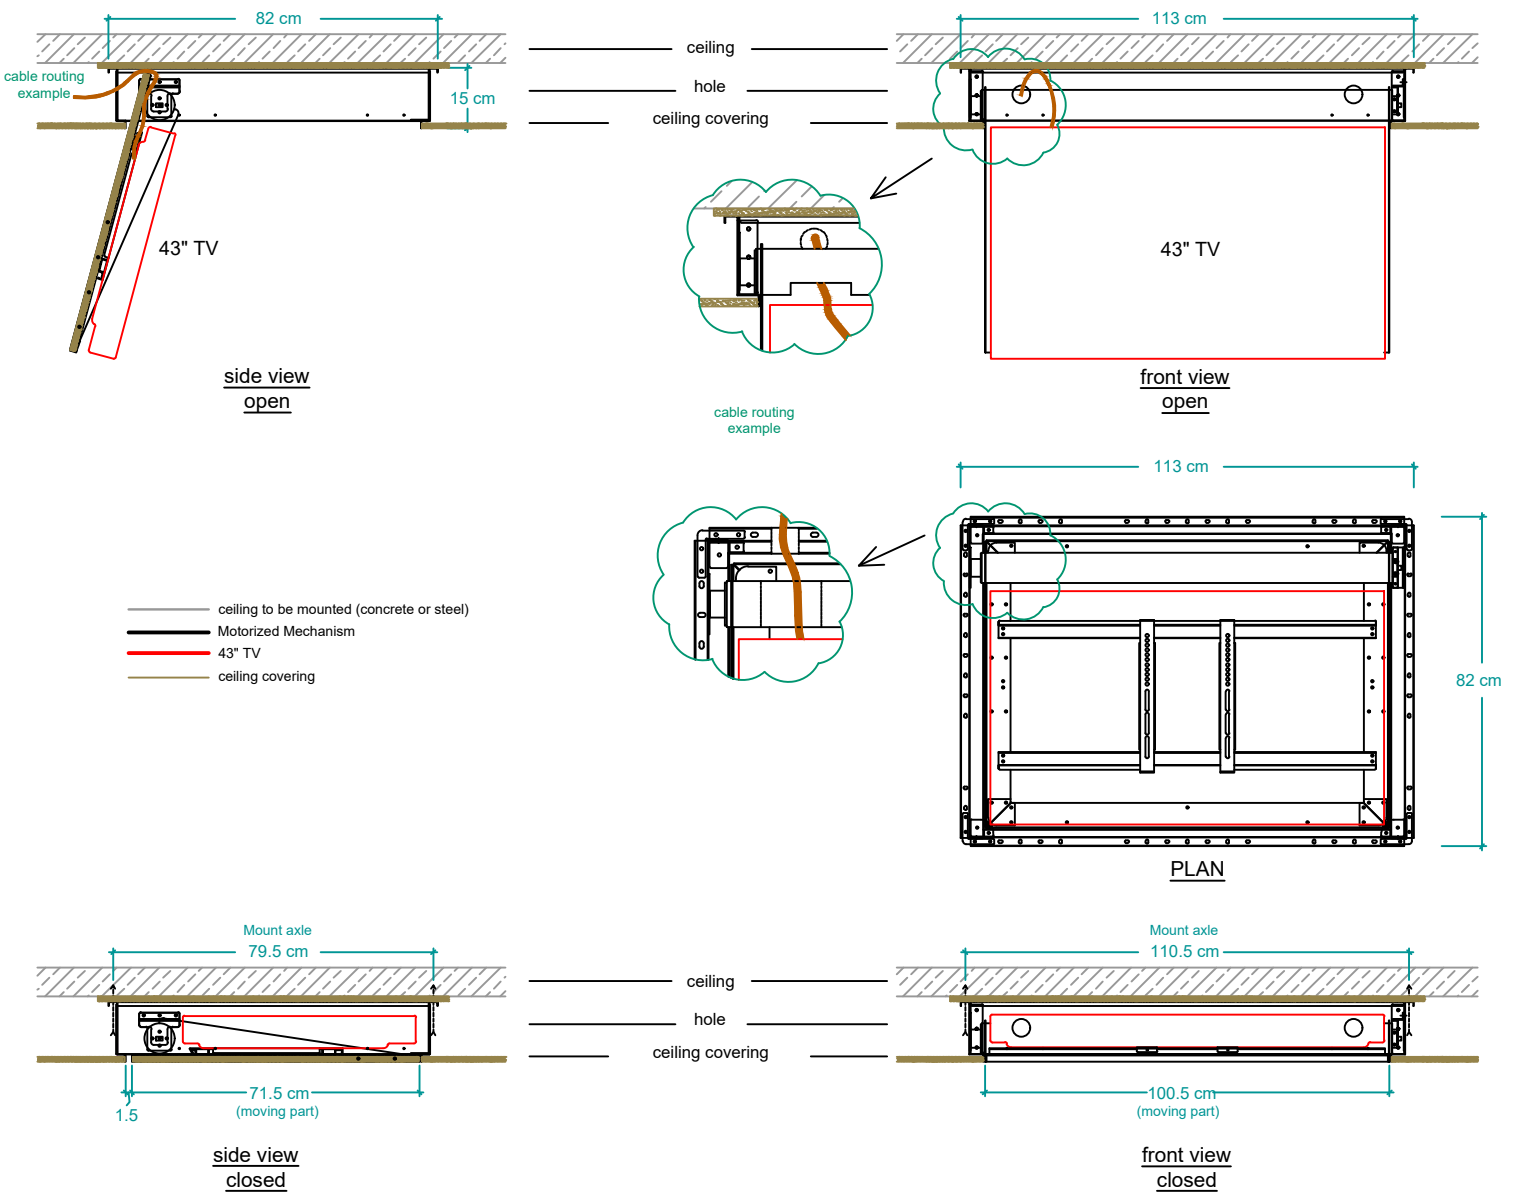 82 cm
113 cm
ceiling
cable routing
example
hole
15 cm
ceiling covering
43" TV
43" TV
side view
open
front view
open
cable routing
example
113 cm
82 cm
ceiling to be mounted (concrete or steel)
Motorized Mechanism
43" TV
ceiling covering
PLAN
Mount axle
79.5 cm
Mount axle
110.5 cm
ceiling
hole
ceiling covering
71.5 cm
(moving part)
1.5
100.5 cm
(moving part)
side view
closed
front view
closed